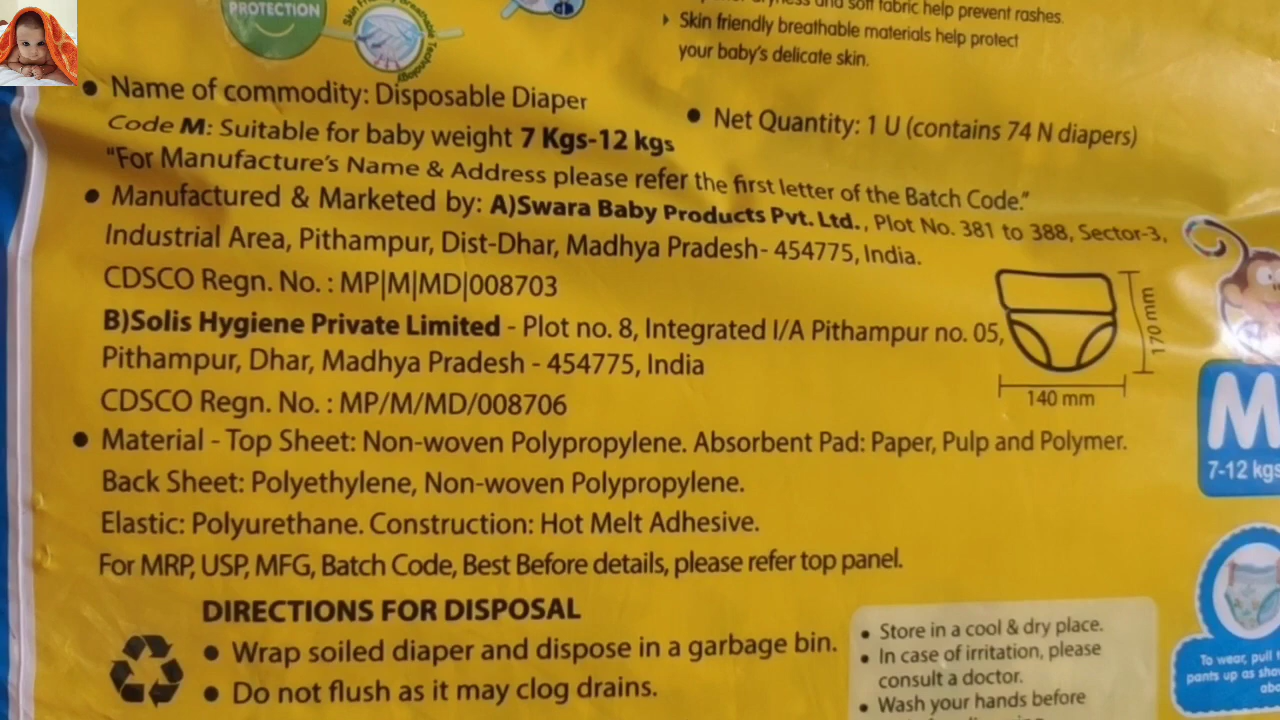 PROTECTION
Skin Friendly Breathable Technology
and soft fabric help prevent rashes.
Skin friendly breathable materials help protect
your baby's delicate skin.
• Name of commodity: Disposable Diaper
Code M: Suitable for baby weight 7 Kgs-12 kgs
• Net Quantity: 1 U (contains 74 N diapers)
"For Manufacture's Name & Address please refer the first letter of the Batch Code."
• Manufactured & Marketed by: A)Swara Baby Products Pvt. Ltd., Plot No. 381 to 388, Sector-3,
Industrial Area, Pithampur, Dist-Dhar, Madhya Pradesh- 454775, India.
CDSCO Regn. No. : MP|M|MD|008703
B)Solis Hygiene Private Limited - Plot no. 8, Integrated I/A Pithampur no. 05,
Pithampur, Dhar, Madhya Pradesh - 454775, India
CDSCO Regn. No. : MP/M/MD/008706
170 mm
140 mm
• Material - Top Sheet: Non-woven Polypropylene. Absorbent Pad: Paper, Pulp and Polymer.
Back Sheet: Polyethylene, Non-woven Polypropylene.
Elastic: Polyurethane. Construction: Hot Melt Adhesive.
For MRP, USP, MFG, Batch Code, Best Before details, please refer top panel.
M
7-12 kgs
DIRECTIONS FOR DISPOSAL
• Wrap soiled diaper and dispose in a garbage bin.
• Do not flush as it may clog drains.
• Store in a cool & dry place.
• In case of irritation, please
consult a doctor.
• Wash your hands before
To wear, pull
pants up as